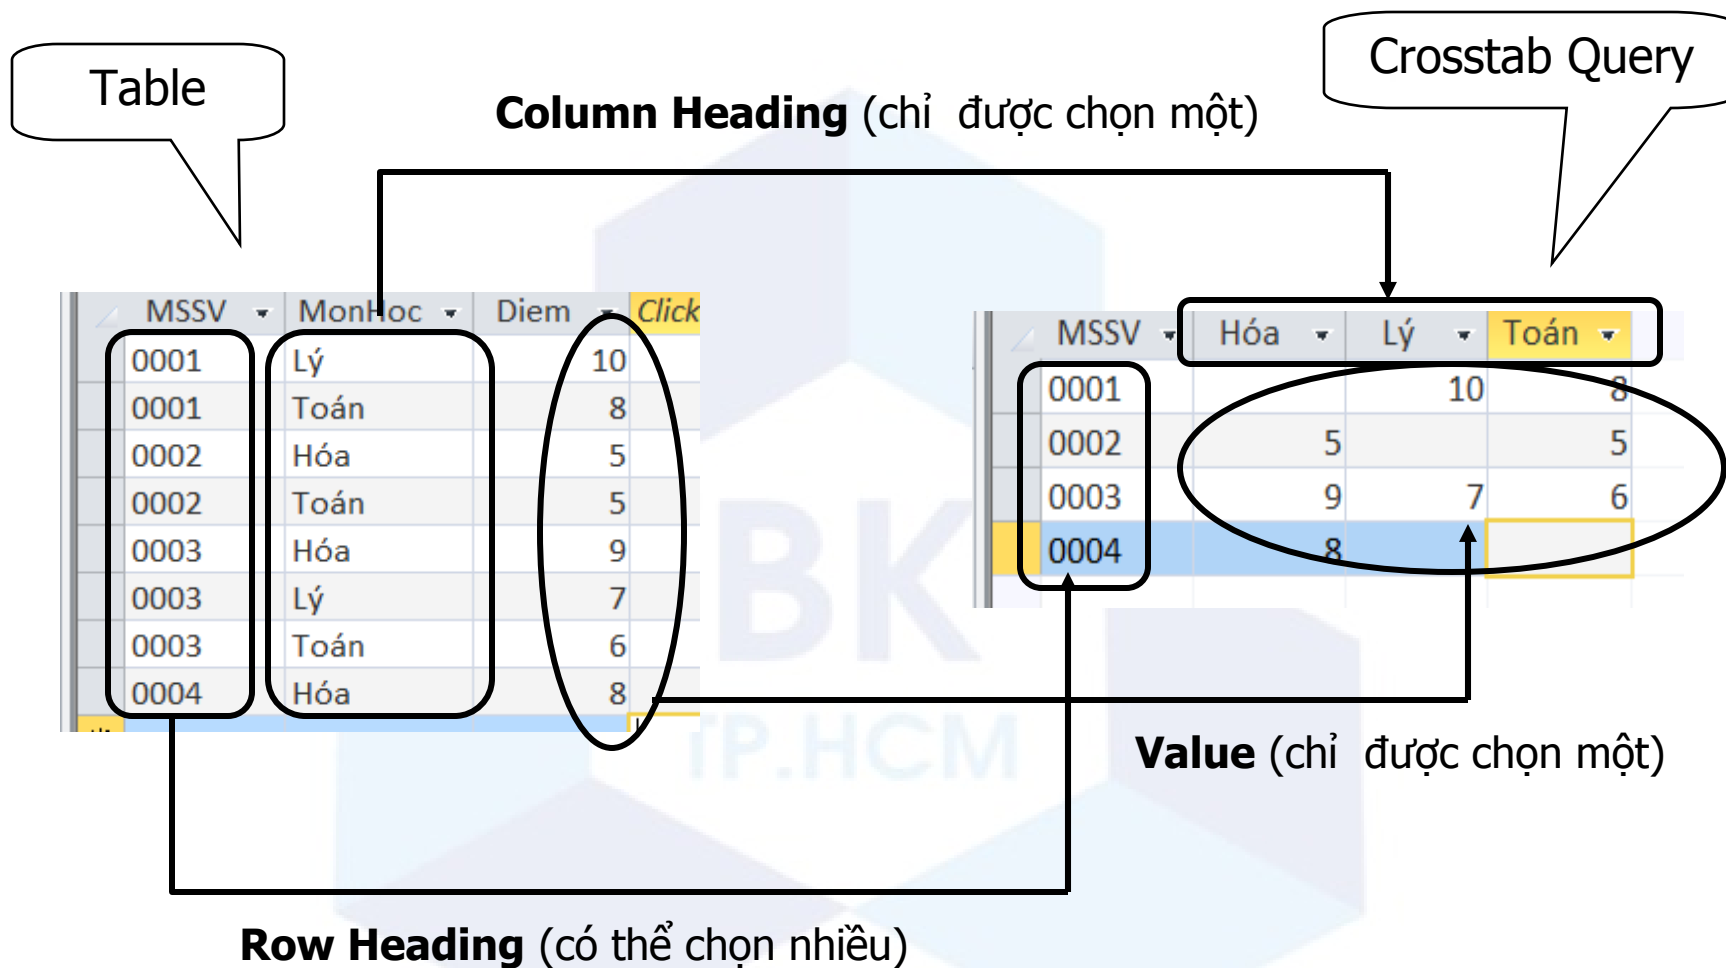 Table
Crosstab Query
Column Heading (chỉ được chọn một)
MSSV MonHoc Diem Click
0001 Lý 10
0001 Toán 8
0002 Hóa 5
0002 Toán 5
0003 Hóa 9
0003 Lý 7
0003 Toán 6
0004 Hóa 8
MSSV Hóa Lý Toán
0001 10 8
0002 5 5
0003 9 7 6
0004 8
BK
TP.HCM
Value (chỉ được chọn một)
Row Heading (có thể chọn nhiều)